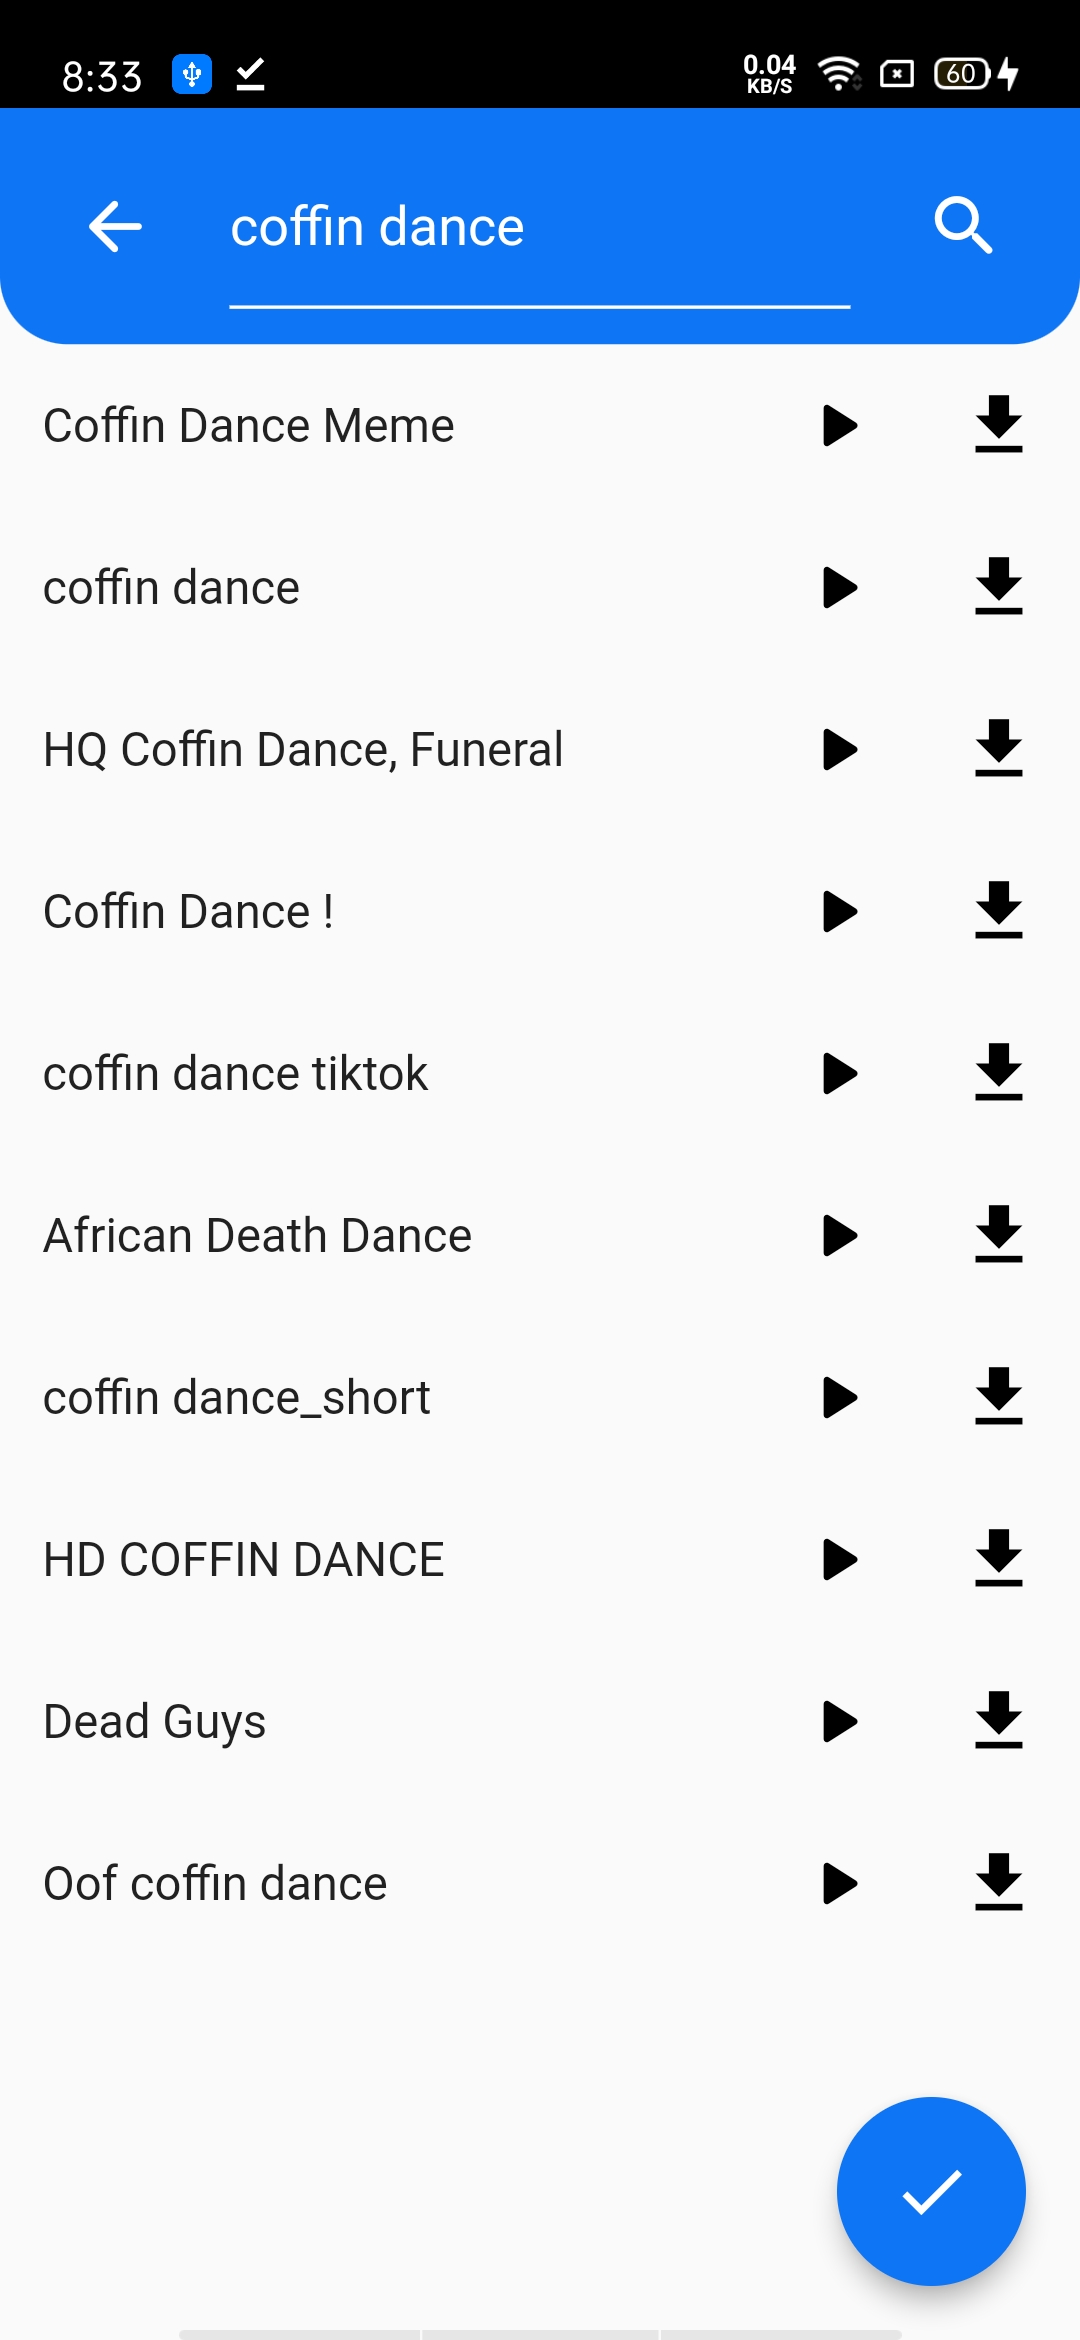 8:33
0.04
KB/S
60
coffin dance
Coffin Dance Meme
coffin dance
HQ Coffin Dance, Funeral
Coffin Dance !
coffin dance tiktok
African Death Dance
coffin dance_short
HD COFFIN DANCE
Dead Guys
Oof coffin dance